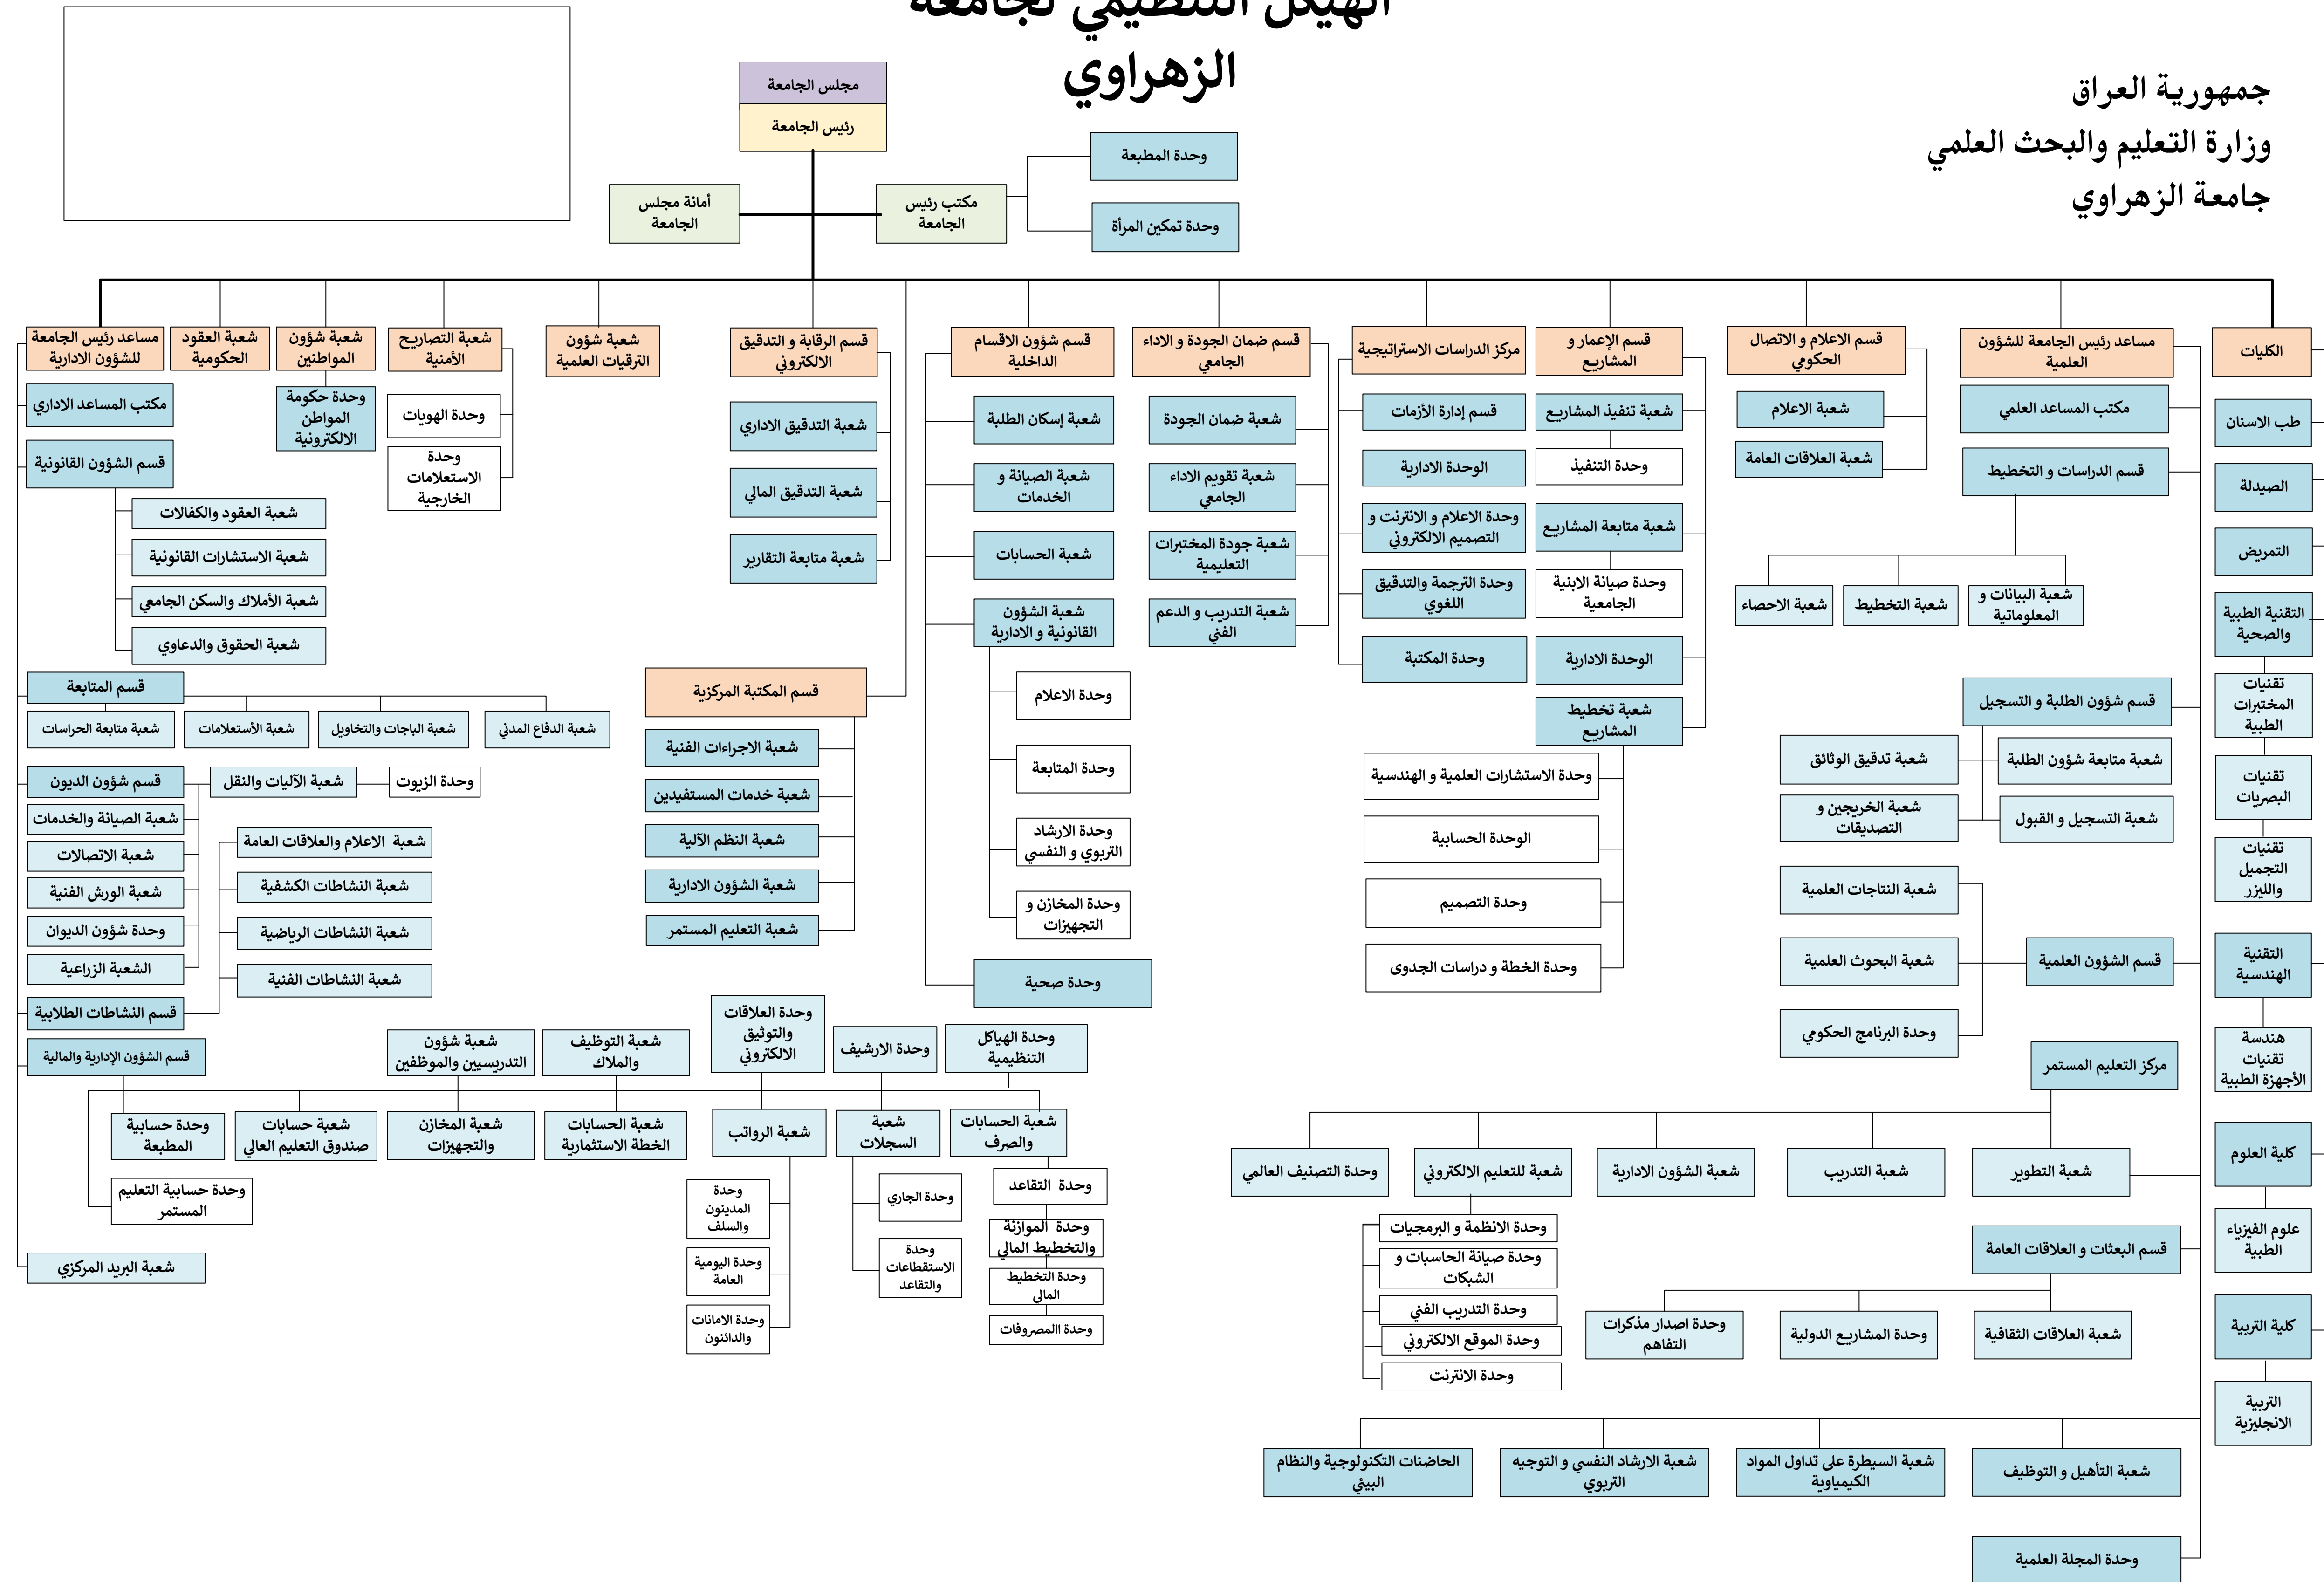 الهيكل التنظيمي لجامعة
الزهراوي
جمهورية العراق
وزارة التعليم والبحث العلمي
جامعة الزهراوي
مجلس الجامعة
رئيس الجامعة
وحدة المطبعة
مكتب رئيس
الجامعة
أمانة مجلس
الجامعة
وحدة تمكين المرأة
الكليات
طب الاسنان
الصيدلة
التمريض
التقنية الطبية
والصحية
تقنيات
المختبرات
الطبية
تقنيات
البصريات
تقنيات
التجميل
والليزر
التقنية
الهندسية
هندسة
تقنيات
الأجهزة الطبية
كلية العلوم
علوم الفيزياء
الطبية
كلية التربية
التربية
الانجليزية
مساعد رئيس الجامعة للشؤون
العلمية
مكتب المساعد العلمي
قسم الدراسات و التخطيط
شعبة البيانات و
المعلوماتية
شعبة التخطيط
شعبة الاحصاء
قسم شؤون الطلبة و التسجيل
شعبة متابعة شؤون الطلبة
شعبة تدقيق الوثائق
شعبة التسجيل و القبول
شعبة الخريجين و
التصديقات
شعبة النتاجات العلمية
قسم الشؤون العلمية
شعبة البحوث العلمية
وحدة البرنامج الحكومي
مركز التعليم المستمر
شعبة التطوير
شعبة التدريب
شعبة الشؤون الادارية
شعبة للتعليم الالكتروني
وحدة التصنيف العالمي
وحدة الانظمة و البرمجيات
وحدة صيانة الحاسبات و
الشبكات
وحدة التدريب الفني
وحدة الموقع الالكتروني
وحدة الانترنت
قسم البعثات و العلاقات العامة
شعبة العلاقات الثقافية
وحدة المشاريع الدولية
وحدة اصدار مذكرات
التفاهم
شعبة التأهيل و التوظيف
شعبة السيطرة على تداول المواد
الكيمياوية
شعبة الارشاد النفسي و التوجيه
التربوي
الحاضنات التكنولوجية والنظام
البيئي
وحدة المجلة العلمية
قسم الاعلام و الاتصال
الحكومي
شعبة الاعلام
شعبة العلاقات العامة
قسم الإعمار و
المشاريع
شعبة تنفيذ المشاريع
وحدة التنفيذ
شعبة متابعة المشاريع
وحدة صيانة الابنية
الجامعية
الوحدة الادارية
شعبة تخطيط
المشاريع
وحدة الاستشارات العلمية و الهندسية
الوحدة الحسابية
وحدة التصميم
وحدة الخطة و دراسات الجدوى
مركز الدراسات الاستراتيجية
قسم إدارة الأزمات
الوحدة الادارية
وحدة الاعلام و الانترنت و
التصميم الالكتروني
وحدة الترجمة والتدقيق
اللغوي
وحدة المكتبة
قسم ضمان الجودة و الاداء
الجامعي
شعبة ضمان الجودة
شعبة تقويم الاداء
الجامعي
شعبة جودة المختبرات
التعليمية
شعبة التدريب و الدعم
الفني
قسم شؤون الاقسام
الداخلية
شعبة إسكان الطلبة
شعبة الصيانة و
الخدمات
شعبة الحسابات
شعبة الشؤون
القانونية و الادارية
وحدة الاعلام
وحدة المتابعة
وحدة الارشاد
التربوي و النفسي
وحدة المخازن و
التجهيزات
وحدة صحية
قسم الرقابة و التدقيق
الالكتروني
شعبة التدقيق الاداري
شعبة التدقيق المالي
شعبة متابعة التقارير
قسم المكتبة المركزية
شعبة الاجراءات الفنية
شعبة خدمات المستفيدين
شعبة النظم الآلية
شعبة الشؤون الادارية
شعبة التعليم المستمر
شعبة شؤون
الترقيات العلمية
شعبة التصاريح
الأمنية
وحدة الهويات
وحدة
الاستعلامات
الخارجية
شعبة شؤون
المواطنين
وحدة حكومة
المواطن
الالكترونية
شعبة العقود
الحكومية
مساعد رئيس الجامعة
للشؤون الادارية
مكتب المساعد الاداري
قسم الشؤون القانونية
شعبة العقود والكفالات
شعبة الاستشارات القانونية
شعبة الأملاك والسكن الجامعي
شعبة الحقوق والدعاوي
قسم المتابعة
شعبة الدفاع المدني
شعبة الباجات والتخاويل
شعبة الأستعلامات
شعبة متابعة الحراسات
قسم شؤون الديون
شعبة الآليات والنقل
وحدة الزيوت
شعبة الصيانة والخدمات
شعبة الاتصالات
شعبة الورش الفنية
وحدة شؤون الديوان
الشعبة الزراعية
شعبة الاعلام والعلاقات العامة
شعبة النشاطات الكشفية
شعبة النشاطات الرياضية
شعبة النشاطات الفنية
قسم النشاطات الطلابية
قسم الشؤون الإدارية والمالية
وحدة الهياكل
التنظيمية
وحدة الارشيف
وحدة العلاقات
والتوثيق
الالكتروني
شعبة التوظيف
والملاك
شعبة شؤون
التدريسيين والموظفين
شعبة الحسابات
والصرف
شعبة
السجلات
شعبة الرواتب
شعبة الحسابات
الخطة الاستثمارية
شعبة المخازن
والتجهيزات
شعبة حسابات
صندوق التعليم العالي
وحدة حسابية
المطبعة
وحدة حسابية التعليم
المستمر
وحدة التقاعد
وحدة الموازنة
والتخطيط المالي
وحدة التخطيط
المالي
وحدة االمصروفات
وحدة الجاري
وحدة
الاستقطاعات
والتقاعد
وحدة
المدينون
والسلف
وحدة اليومية
العامة
وحدة الامانات
والدائنون
شعبة البريد المركزي